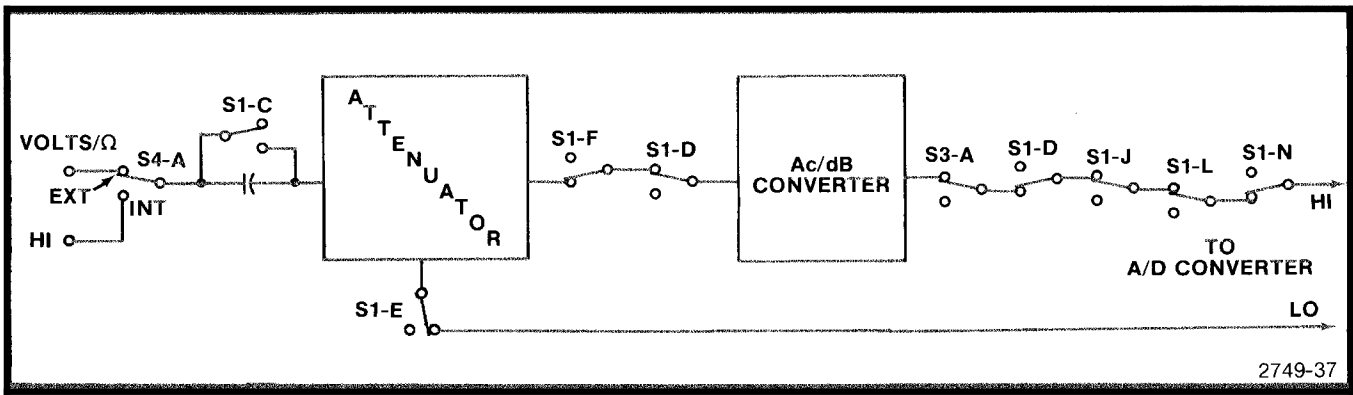 VOLTS/Ω
S4-A
EXT
INT
HI
S1-C
ATTENUATOR
S1-E
S1-F
S1-D
Ac/dB
CONVERTER
S3-A
S1-D
S1-J
S1-L
S1-N
HI
TO
A/D CONVERTER
LO
2749-37